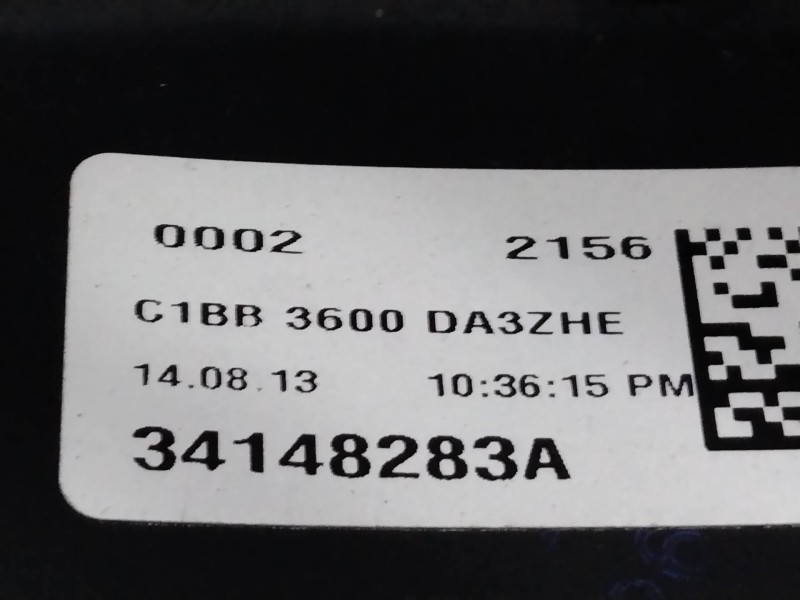 0002 2156
C1BB 3600 DA3ZHE
14.08.13 10:36:15 PM
34148283A